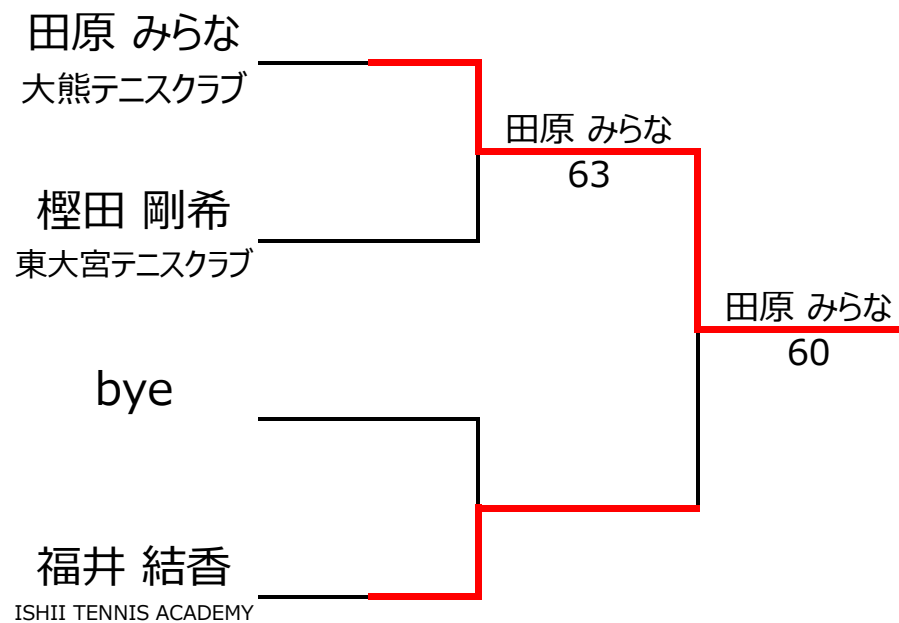 田原 みらな
大熊テニスクラブ
田原 みらな
63
樫田 剛希
東大宮テニスクラブ
田原 みらな
60
bye
福井 結香
ISHII TENNIS ACADEMY